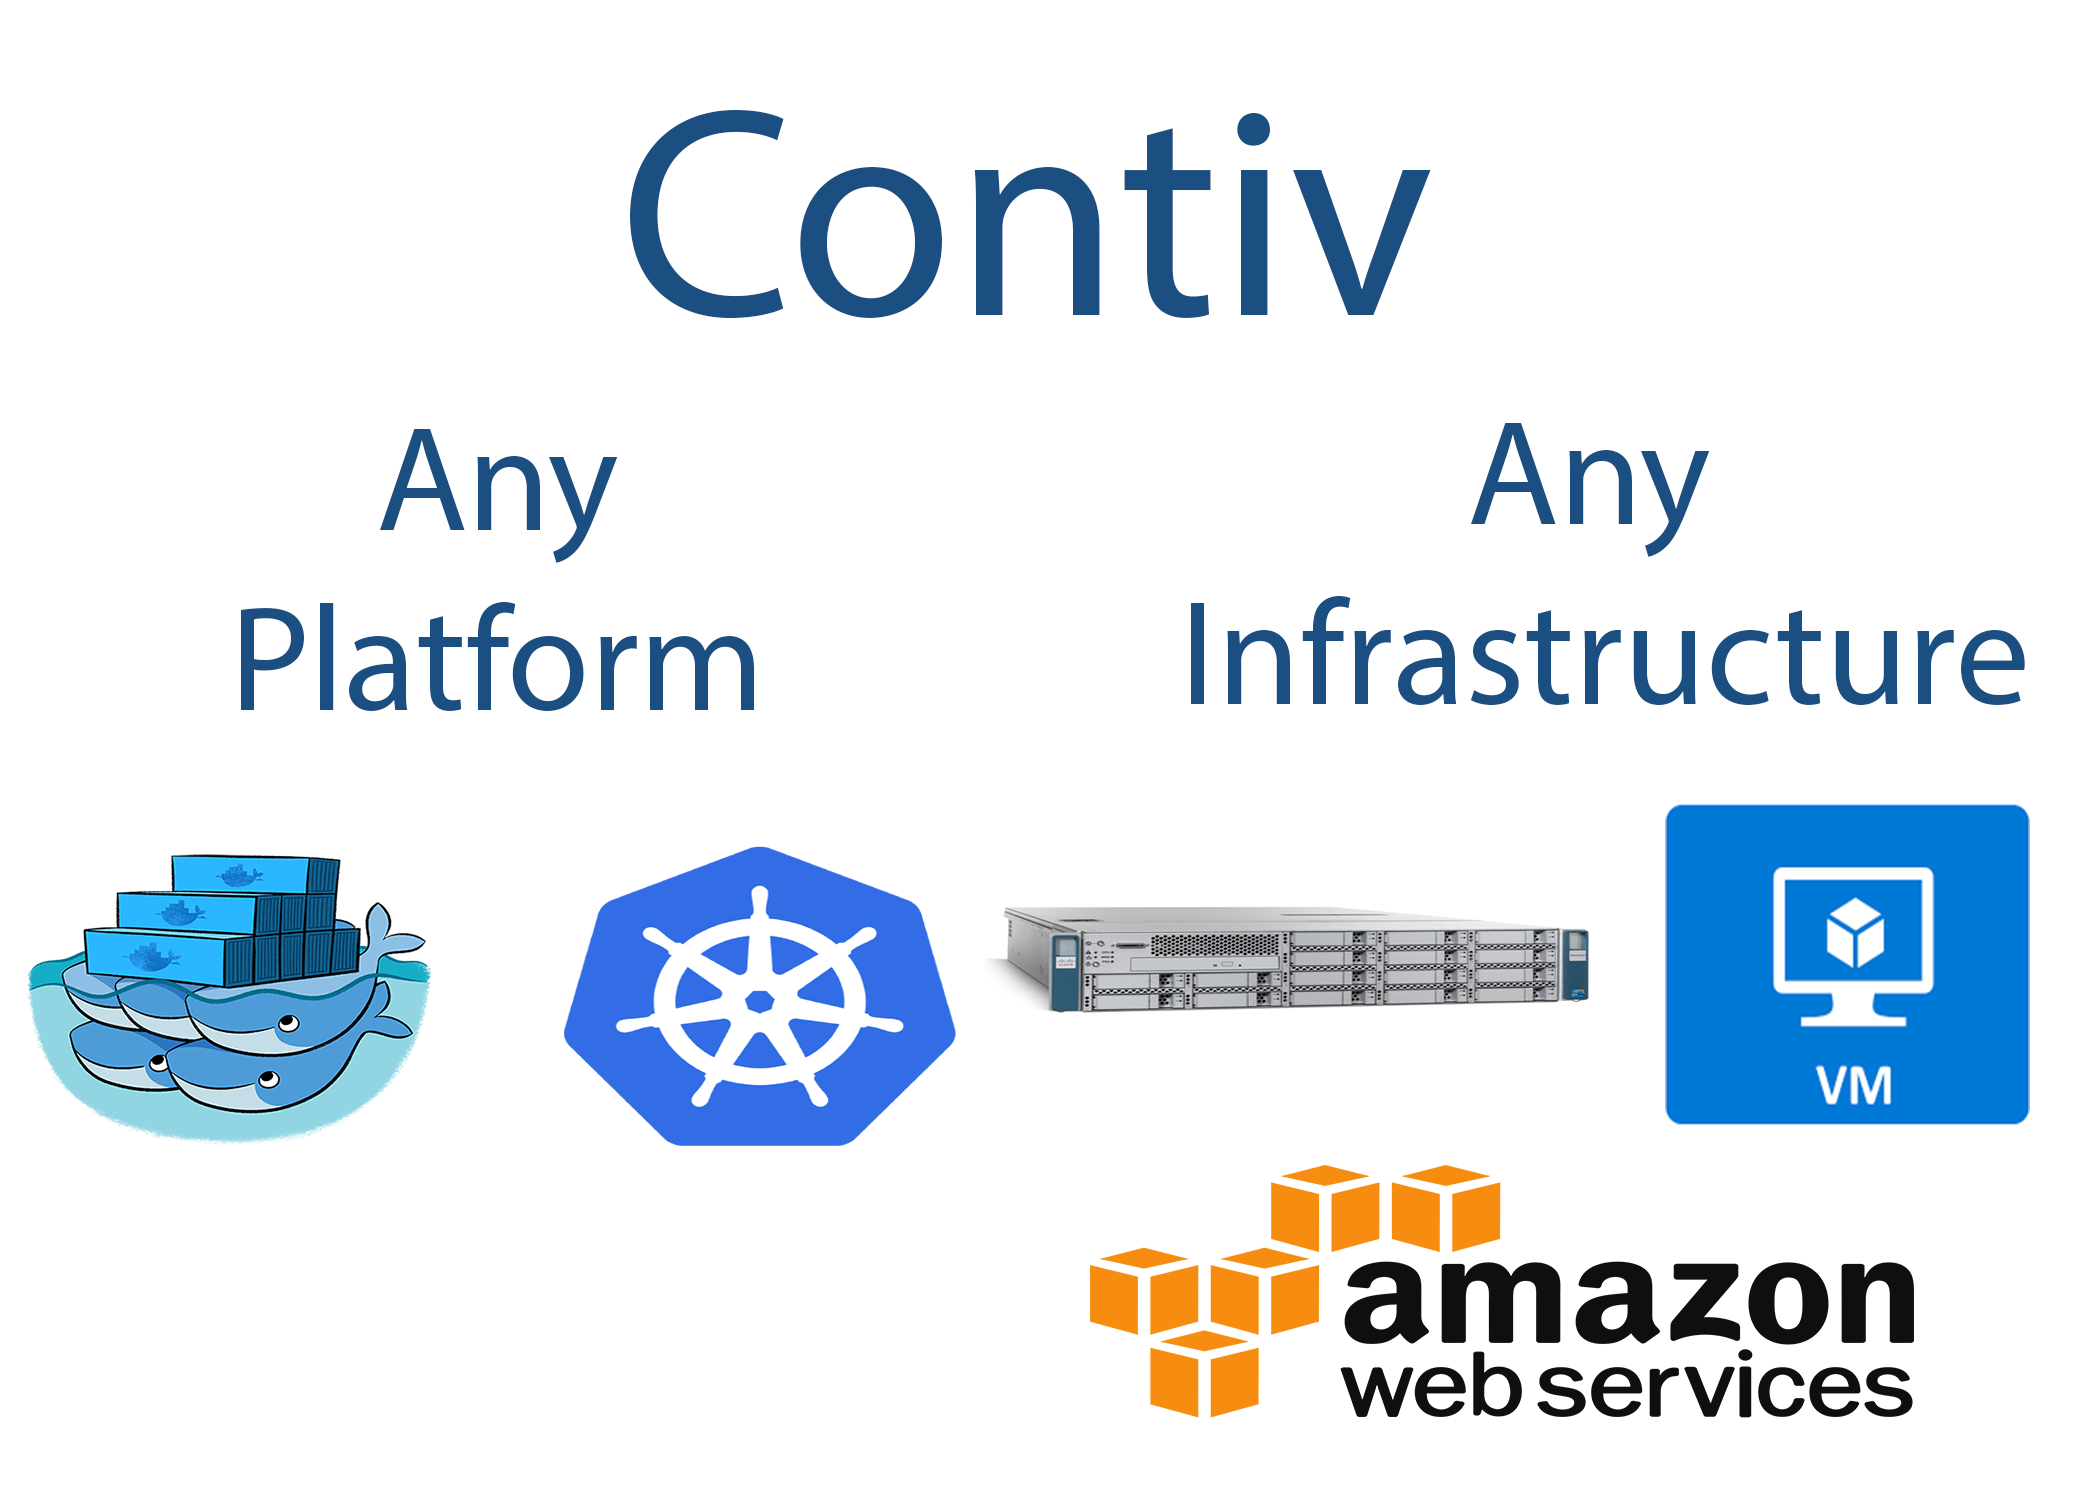 Contiv
Any
Platform
Any
Infrastructure
VM
amazon
web services